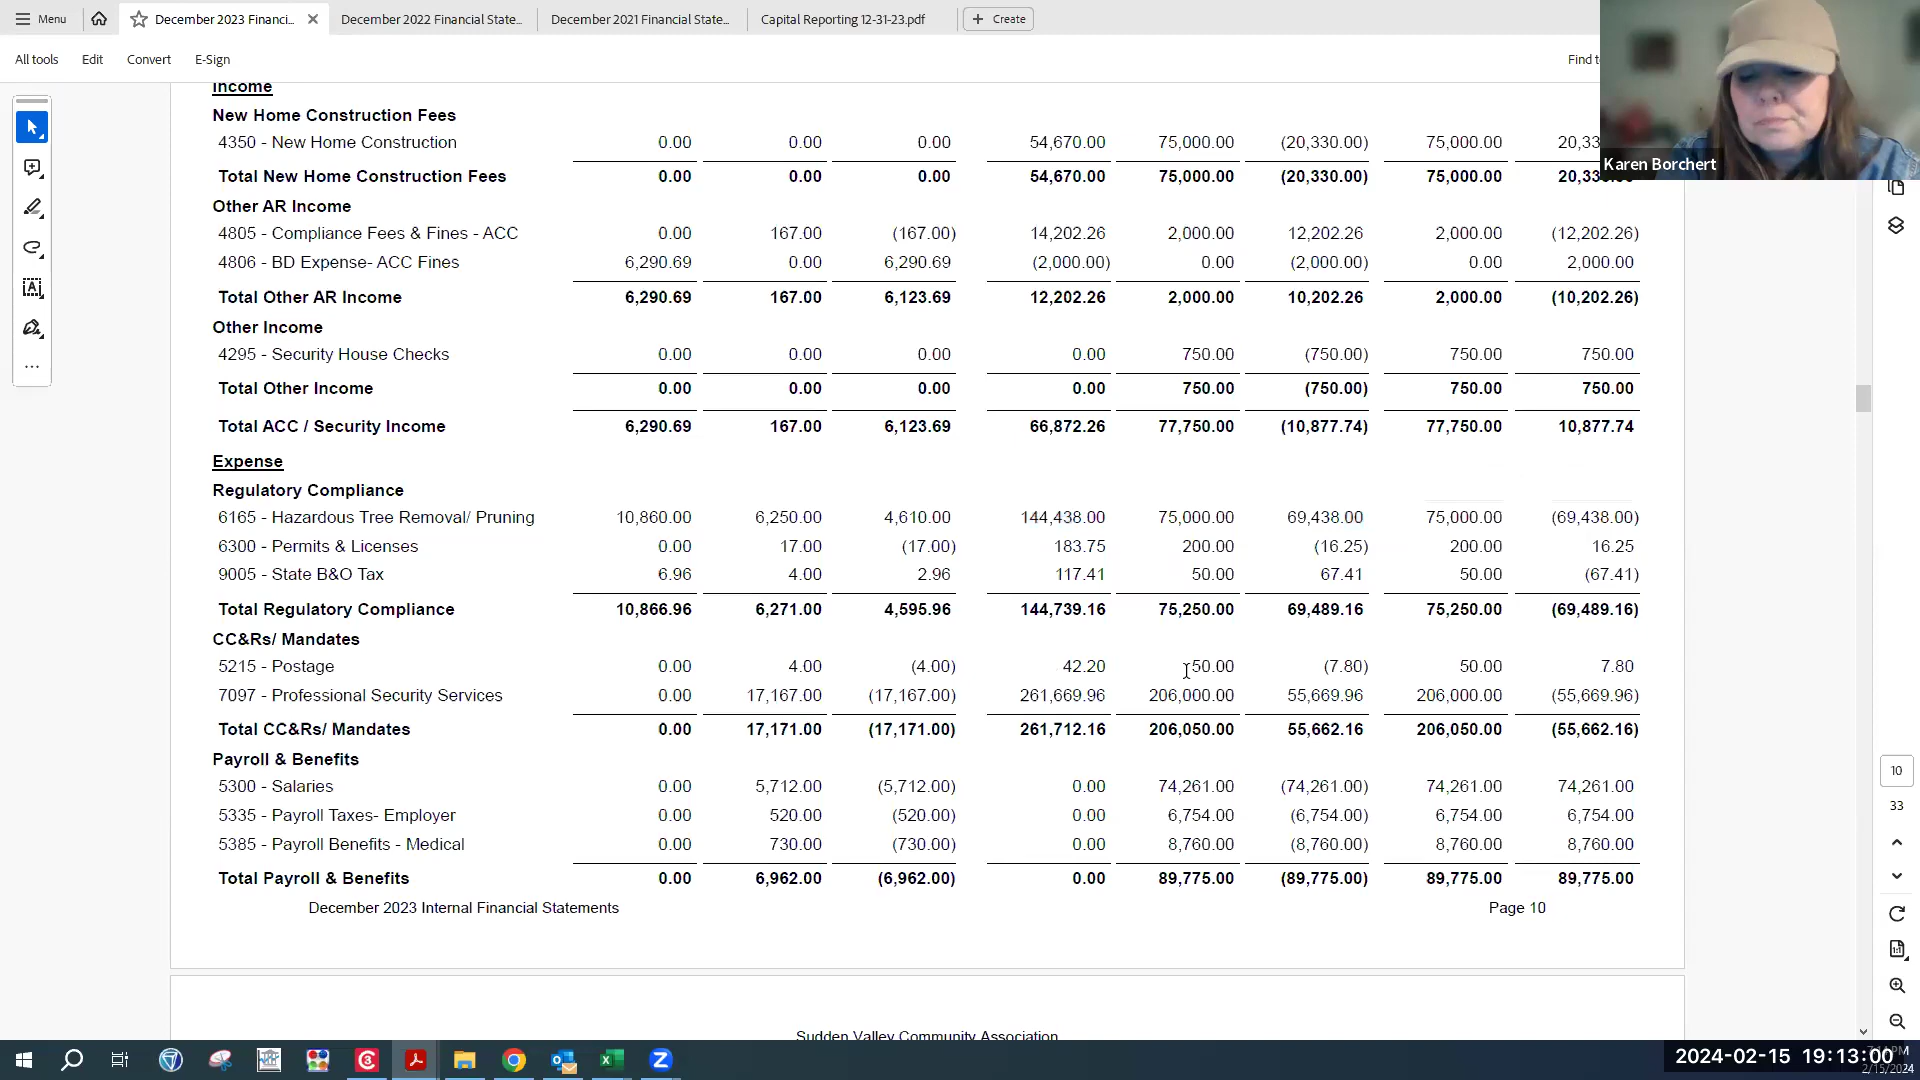 Menu December 2023 Financi... December 2022 Financial State... December 2021 Financial State... Capital Reporting 12-31-23.pdf Create
All tools Edit Convert E-Sign Find
Karen Borchert
Income
New Home Construction Fees
4350 - New Home Construction 0.00 0.00 0.00 54,670.00 75,000.00 (20,330.00) 75,000.00
Total New Home Construction Fees 0.00 0.00 0.00 54,670.00 75,000.00 (20,330.00) 75,000.00
Other AR Income
4805 - Compliance Fees & Fines - ACC 0.00 167.00 (167.00) 14,202.26 2,000.00 12,202.26 2,000.00 (12,202.26)
4806 - BD Expense- ACC Fines 6,290.69 0.00 6,290.69 (2,000.00) 0.00 (2,000.00) 0.00 2,000.00
Total Other AR Income 6,290.69 167.00 6,123.69 12,202.26 2,000.00 10,202.26 2,000.00 (10,202.26)
Other Income
4295 - Security House Checks 0.00 0.00 0.00 0.00 750.00 (750.00) 750.00 750.00
Total Other Income 0.00 0.00 0.00 0.00 750.00 (750.00) 750.00 750.00
Total ACC / Security Income 6,290.69 167.00 6,123.69 66,872.26 77,750.00 (10,877.74) 77,750.00 10,877.74
Expense
Regulatory Compliance
6165 - Hazardous Tree Removal/ Pruning 10,860.00 6,250.00 4,610.00 144,438.00 75,000.00 69,438.00 75,000.00 (69,438.00)
6300 - Permits & Licenses 0.00 17.00 (17.00) 183.75 200.00 (16.25) 200.00 16.25
9005 - State B&O Tax 6.96 4.00 2.96 117.41 50.00 67.41 50.00 (67.41)
Total Regulatory Compliance 10,866.96 6,271.00 4,595.96 144,739.16 75,250.00 69,489.16 75,250.00 (69,489.16)
CC&Rs/ Mandates
5215 - Postage 0.00 4.00 (4.00) 42.20 50.00 (7.80) 50.00 7.80
7097 - Professional Security Services 0.00 17,167.00 (17,167.00) 261,669.96 206,000.00 55,669.96 206,000.00 (55,669.96)
Total CC&Rs/ Mandates 0.00 17,171.00 (17,171.00) 261,712.16 206,050.00 55,662.16 206,050.00 (55,662.16)
Payroll & Benefits
5300 - Salaries 0.00 5,712.00 (5,712.00) 0.00 74,261.00 (74,261.00) 74,261.00 74,261.00
5335 - Payroll Taxes- Employer 0.00 520.00 (520.00) 0.00 6,754.00 (6,754.00) 6,754.00 6,754.00
5385 - Payroll Benefits - Medical 0.00 730.00 (730.00) 0.00 8,760.00 (8,760.00) 8,760.00 8,760.00
Total Payroll & Benefits 0.00 6,962.00 (6,962.00) 0.00 89,775.00 (89,775.00) 89,775.00 89,775.00
December 2023 Internal Financial Statements Page 10
10
33
Sudden Valley Community Association
2024-02-15 19:13:00
2/15/2024